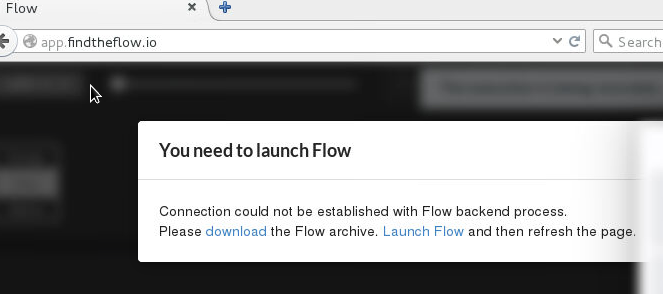 Flow
app.findtheflow.io
Search
You need to launch Flow
Connection could not be established with Flow backend process.
Please download the Flow archive. Launch Flow and then refresh the page.